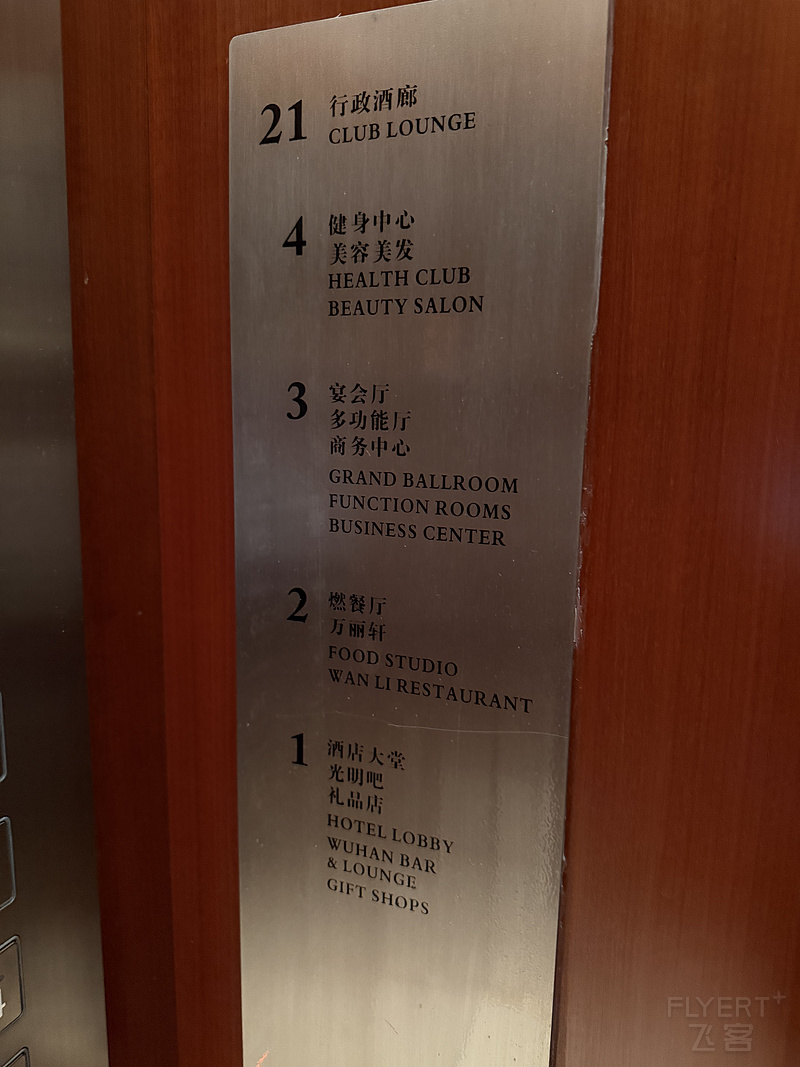 21 行政酒廊
CLUB LOUNGE
4 健身中心
美容美发
HEALTH CLUB
BEAUTY SALON
3 宴会厅
多功能厅
商务中心
GRAND BALLROOM
FUNCTION ROOMS
BUSINESS CENTER
2 燃餐厅
万丽轩
FOOD STUDIO
WAN LI RESTAURANT
1 酒店大堂
光明吧
礼品店
HOTEL LOBBY
WUHAN BAR
& LOUNGE
GIFT SHOPS
FLYERT+
飞客